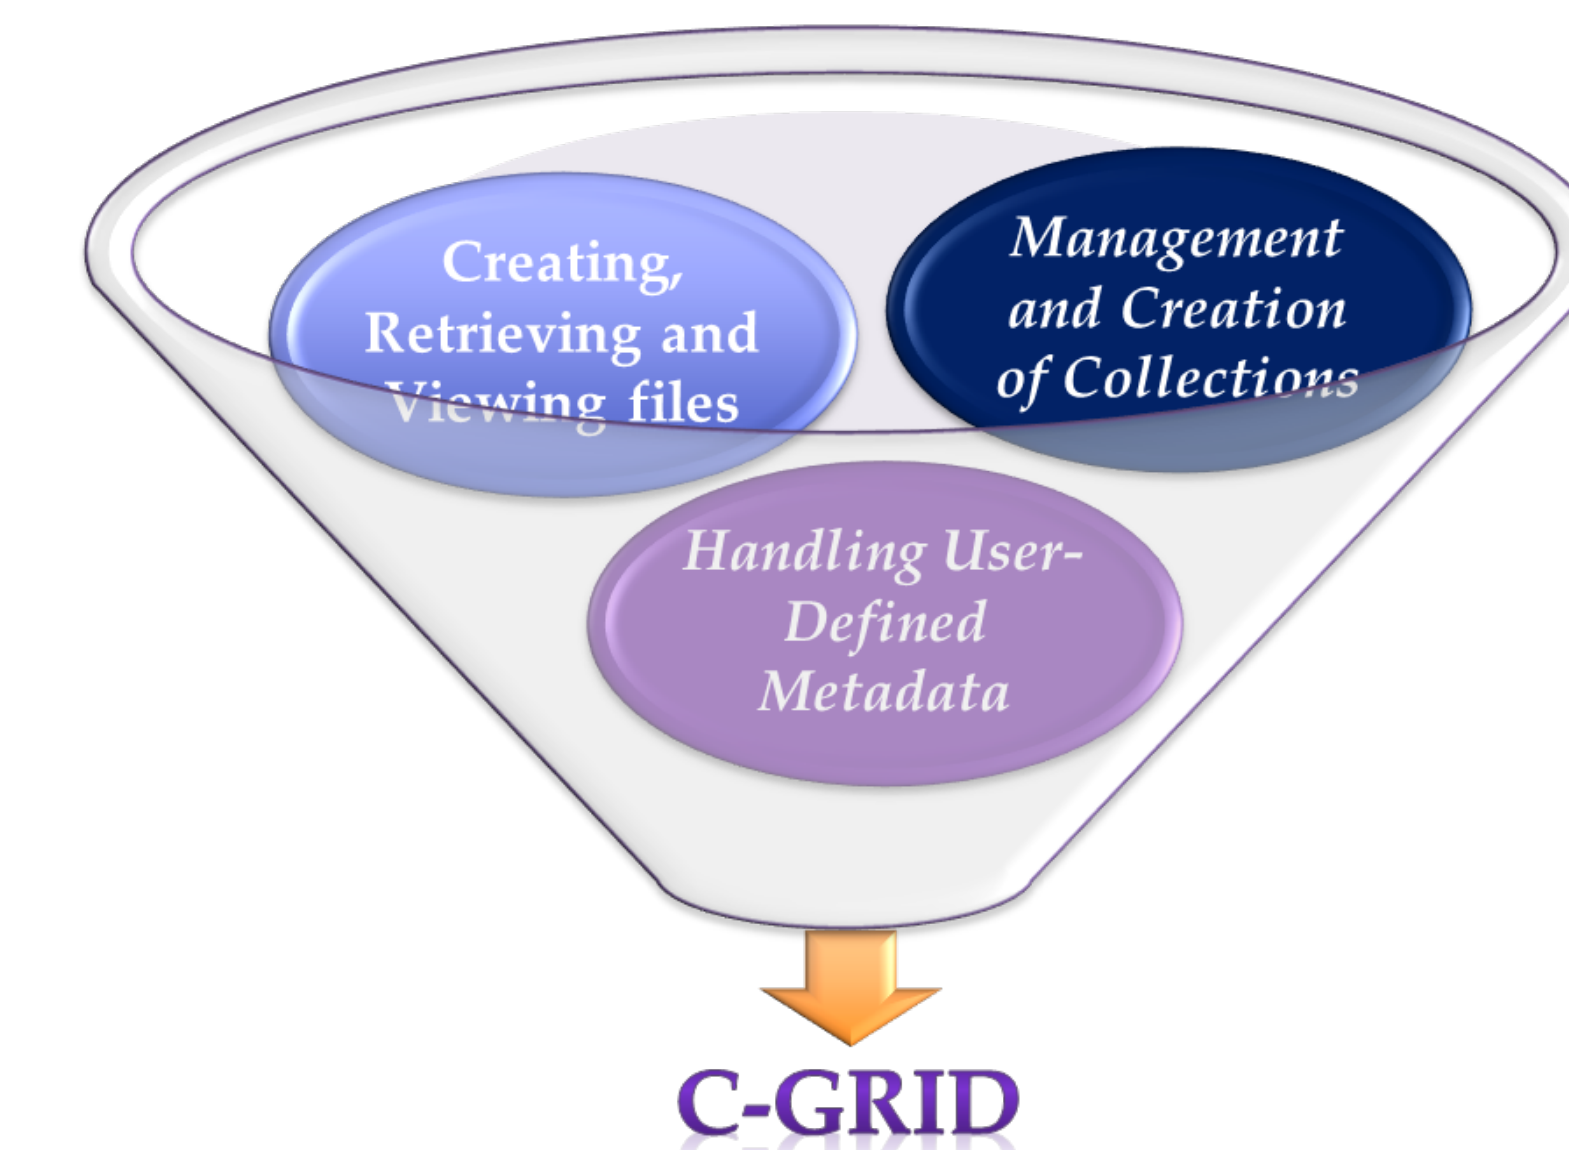 Creating,
Retrieving and
Viewing files
Management
and Creation
of Collections
Handling User-
Defined
Metadata
C-GRID